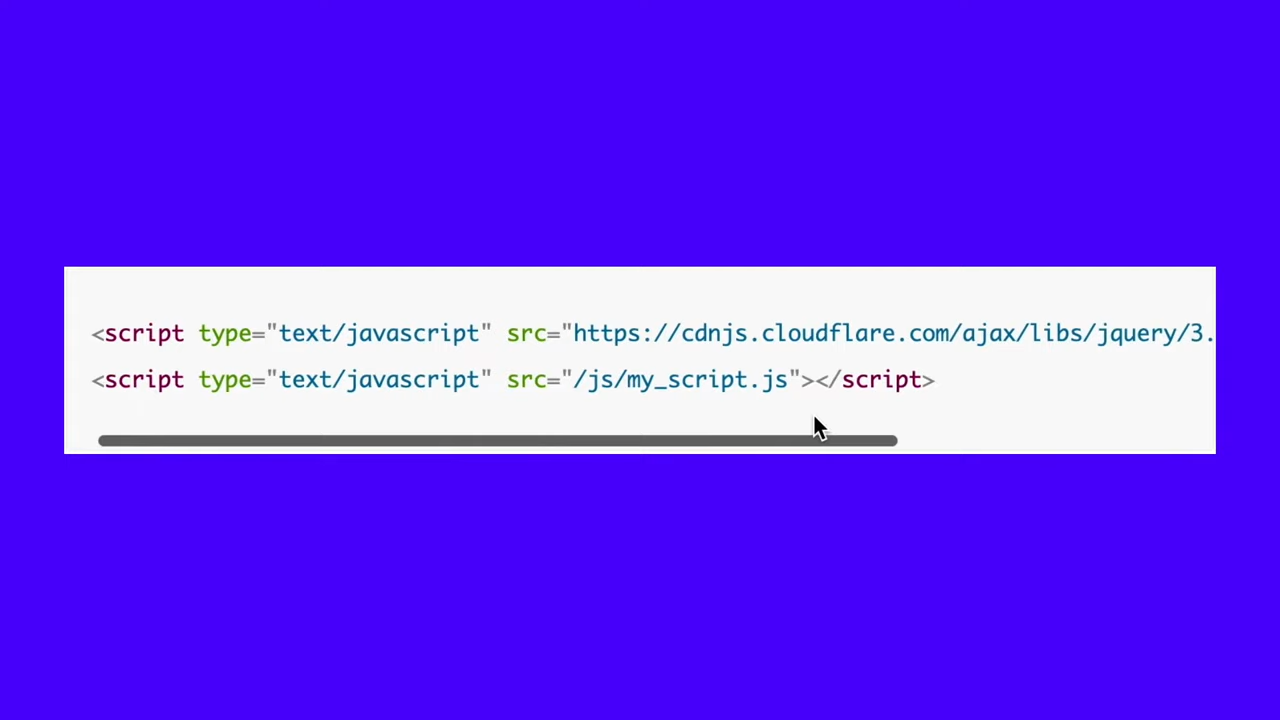 <script type="text/javascript" src="https://cdnjs.cloudflare.com/ajax/libs/jquery/3.
<script type="text/javascript" src="/js/my_script.js"></script>